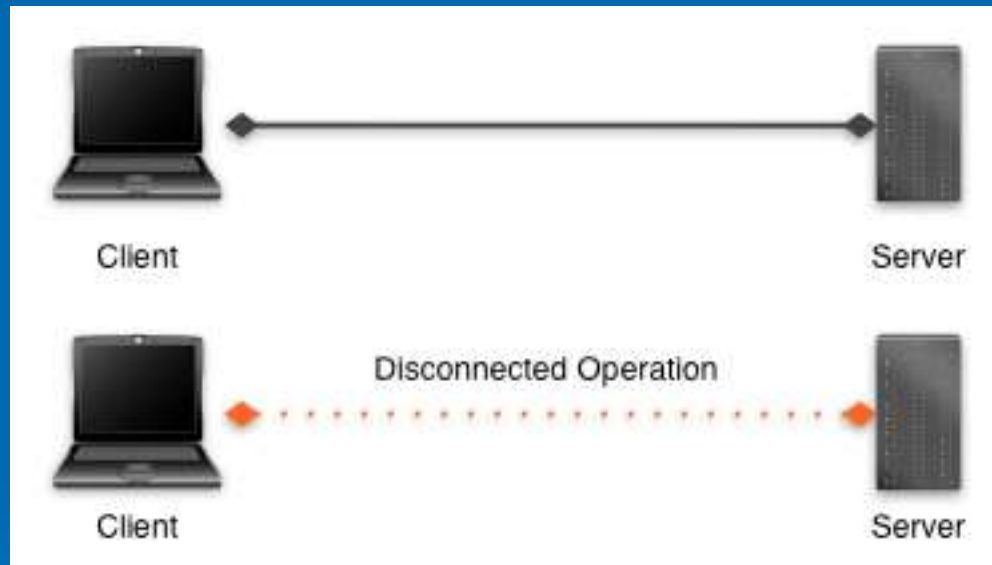 Client
Server
Disconnected Operation
Client
Server